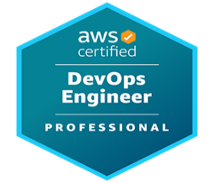 aws
certified
DevOps
Engineer
PROFESSIONAL